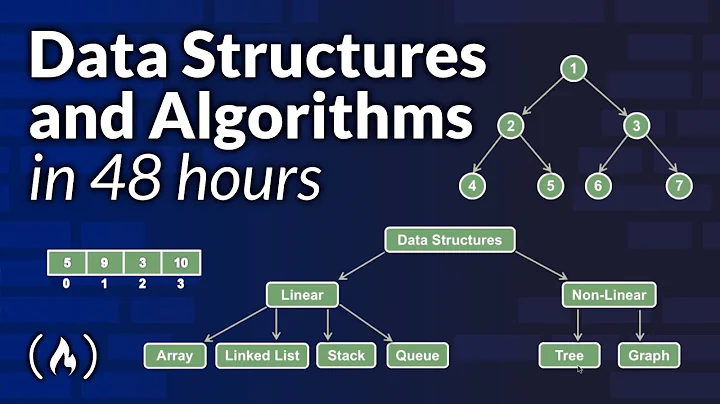 Data Structures
and Algorithms
in 48 hours
1
2 3
4 5 6 7
5 9 3 10
0 1 2 3
Data Structures
Linear Non-Linear
Array Linked List Stack Queue Tree Graph